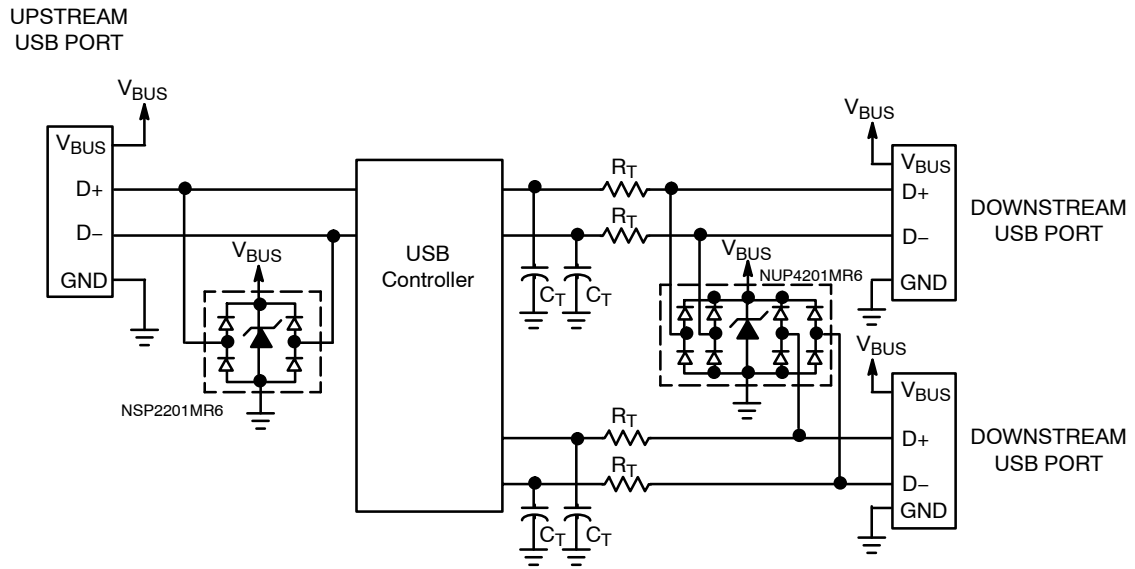 UPSTREAM
USB PORT
VBUS
VBUS
D+
D−
GND
VBUS
NSP2201MR6
USB
Controller
RT
RT
CT
CT
VBUS
NUP4201MR6
VBUS
VBUS
D+
D−
GND
DOWNSTREAM
USB PORT
RT
RT
CT
CT
VBUS
VBUS
D+
D−
GND
DOWNSTREAM
USB PORT